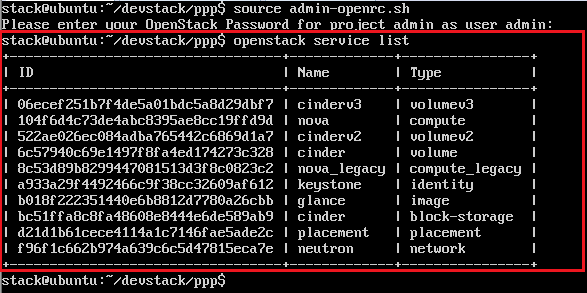 stack@ubuntu:~/devstack/ppp$ source admin-openrc.sh
Please enter your OpenStack Password for project admin as user admin:
stack@ubuntu:~/devstack/ppp$ openstack service list
+----------------------------------+-------------+----------------+
| ID                               | Name        | Type           |
+----------------------------------+-------------+----------------+
| 06ecef251b7f4de5a01bdc5a8d29dbf7 | cinderv3    | volumev3       |
| 104f6d4c73de4abc8395ae8cc19ffd9d | nova        | compute        |
| 522ae026ec084adba765442c6869d1a7 | cinderv2    | volumev2       |
| 6c57940c69e1497f8fa4ed174273c328 | cinder      | volume         |
| 8c53d89b8299447081513d3f8c0823c2 | nova_legacy | compute_legacy |
| a933a29f4492466c9f38cc32609af612 | keystone    | identity       |
| b018f222351440e6b8812d7780a26cbb | glance      | image          |
| bc51ffa8c8fa48608e8444e6de589ab9 | cinder      | block-storage  |
| d21d1b61cece4114a1c7146fae5ade2c | placement   | placement      |
| f96f1c662b974a639c6c5d47815eca7e | neutron     | network        |
+----------------------------------+-------------+----------------+
stack@ubuntu:~/devstack/ppp$